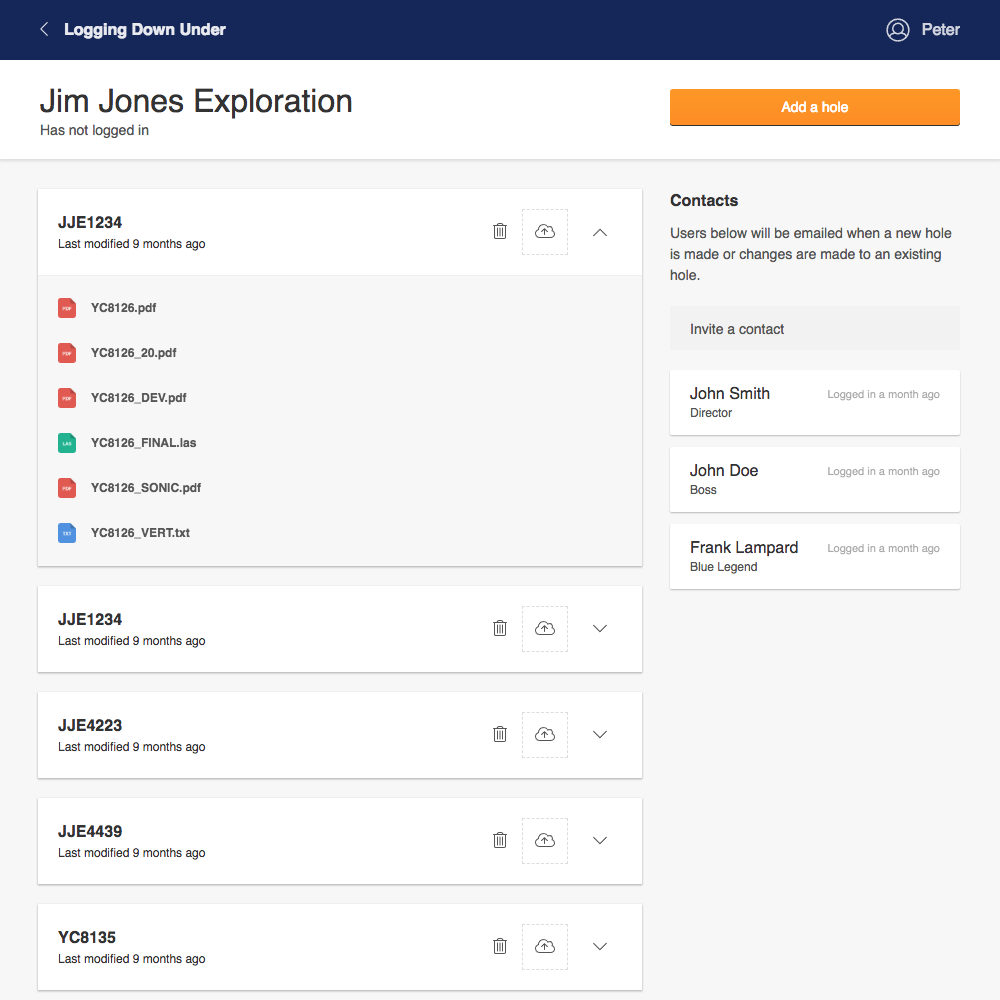 Logging Down Under
Peter
Jim Jones Exploration
Has not logged in
Add a hole
JJE1234
Last modified 9 months ago
PDF YC8126.pdf
PDF YC8126_20.pdf
PDF YC8126_DEV.pdf
LAS YC8126_FINAL.las
PDF YC8126_SONIC.pdf
TXT YC8126_VERT.txt
JJE1234
Last modified 9 months ago
JJE4223
Last modified 9 months ago
JJE4439
Last modified 9 months ago
YC8135
Last modified 9 months ago
Contacts
Users below will be emailed when a new hole
is made or changes are made to an existing
hole.
Invite a contact
John Smith
Logged in a month ago
Director
John Doe
Logged in a month ago
Boss
Frank Lampard
Logged in a month ago
Blue Legend